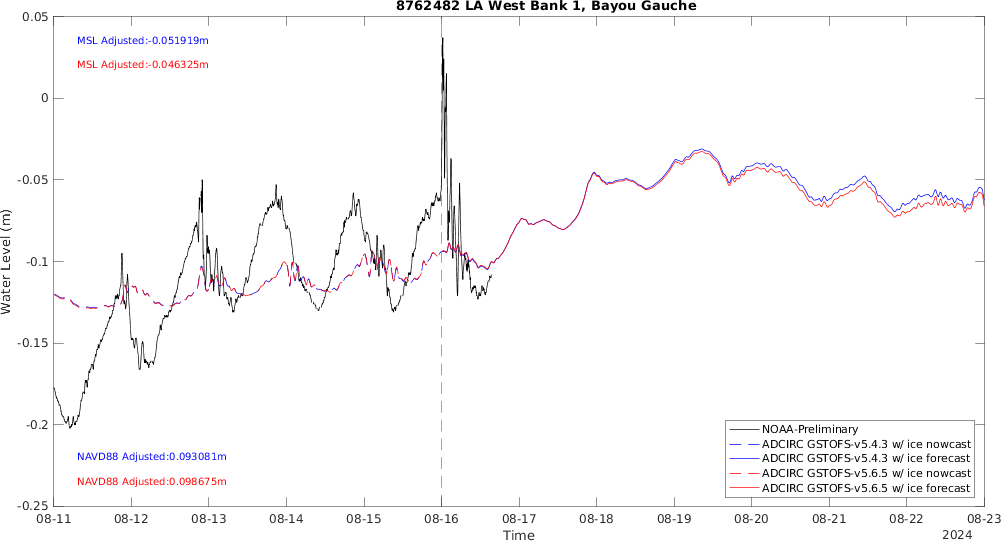 8762482 LA West Bank 1, Bayou Gauche
0.05
MSL Adjusted:-0.051919m
MSL Adjusted:-0.046325m
0
-0.05
Water Level (m)
-0.1
-0.15
-0.2
NAVD88 Adjusted:0.093081m
NAVD88 Adjusted:0.098675m
-0.25
NOAA-Preliminary
ADCIRC GSTOFS-v5.4.3 w/ ice nowcast
ADCIRC GSTOFS-v5.4.3 w/ ice forecast
ADCIRC GSTOFS-v5.6.5 w/ ice nowcast
ADCIRC GSTOFS-v5.6.5 w/ ice forecast
08-11 08-12 08-13 08-14 08-15 08-16 08-17 08-18 08-19 08-20 08-21 08-22 08-23
Time
2024